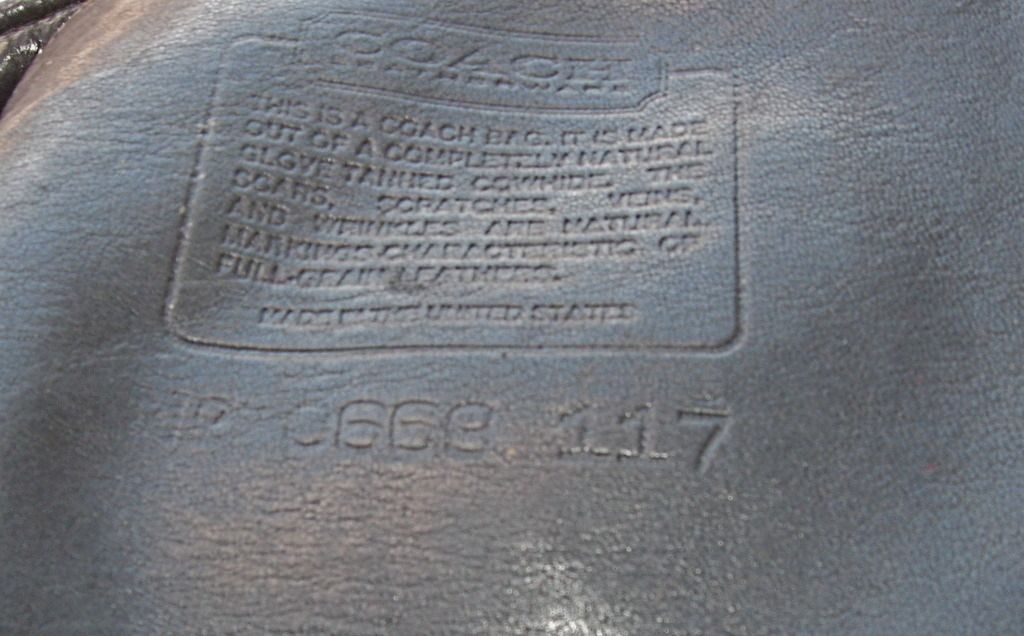 COACH
LEATHERWARE
THIS IS A COACH BAG. IT IS MADE
OUT OF A COMPLETELY NATURAL
GLOVE TANNED COWHIDE. THE
SCARS, SCRATCHES, VEINS,
AND WRINKLES ARE NATURAL
MARKINGS CHARACTERISTIC OF
FULL-GRAIN LEATHERS.
MADE IN THE UNITED STATES
117